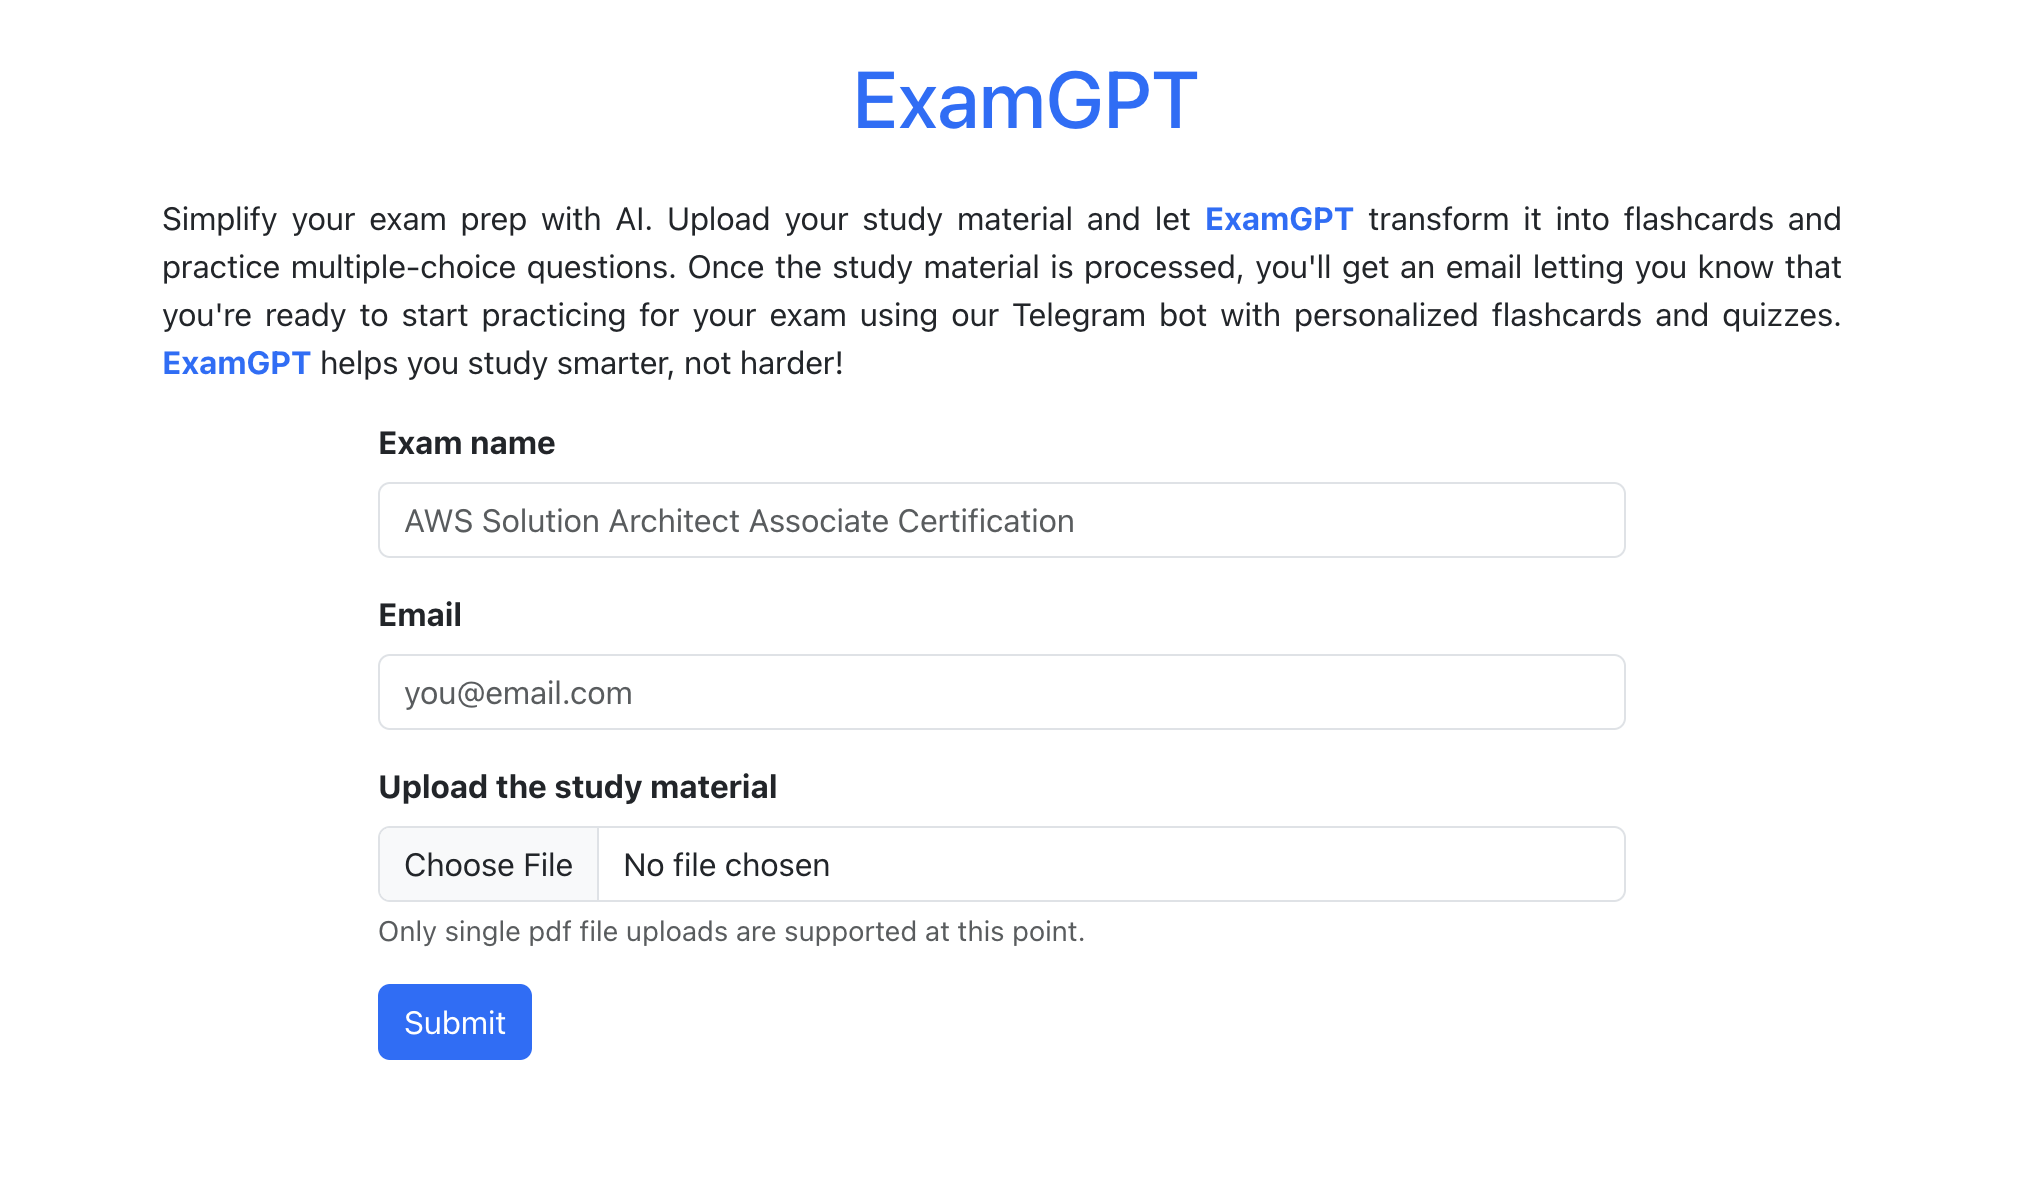 ExamGPT
Simplify your exam prep with AI. Upload your study material and let ExamGPT transform it into flashcards and
practice multiple-choice questions. Once the study material is processed, you'll get an email letting you know that
you're ready to start practicing for your exam using our Telegram bot with personalized flashcards and quizzes.
ExamGPT helps you study smarter, not harder!
Exam name
AWS Solution Architect Associate Certification
Email
you@email.com
Upload the study material
Choose File No file chosen
Only single pdf file uploads are supported at this point.
Submit